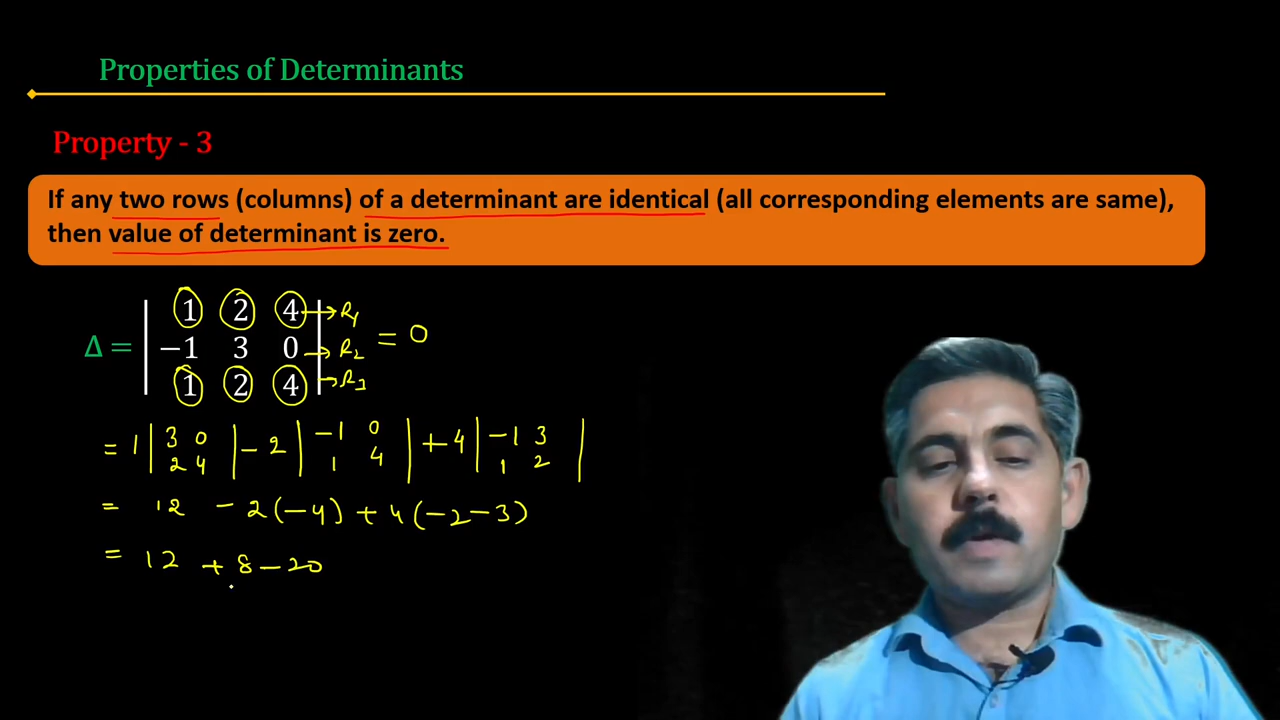 Properties of Determinants
Property - 3
If any two rows (columns) of a determinant are identical (all corresponding elements are same),
then value of determinant is zero.
1 2 4 → R1
Δ = −1 3 0 → R2 = 0
1 2 4 → R3
= 1 | 3 0 | − 2 | −1 0 | + 4 | −1 3 |
2 4 1 4 1 2
= 12 − 2(−4) + 4(−2−3)
= 12 + 8 − 20